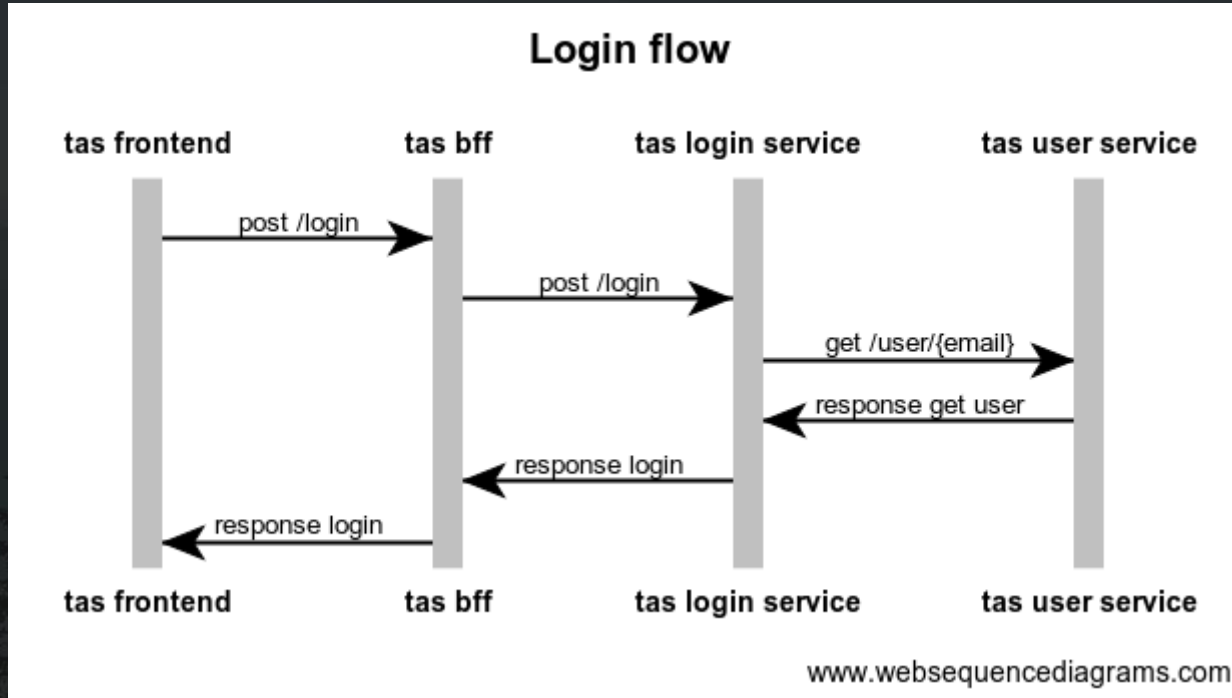 Login flow
tas frontend
tas bff
tas login service
tas user service
post /login
post /login
get /user/{email}
response get user
response login
response login
tas frontend
tas bff
tas login service
tas user service
www.websequencediagrams.com